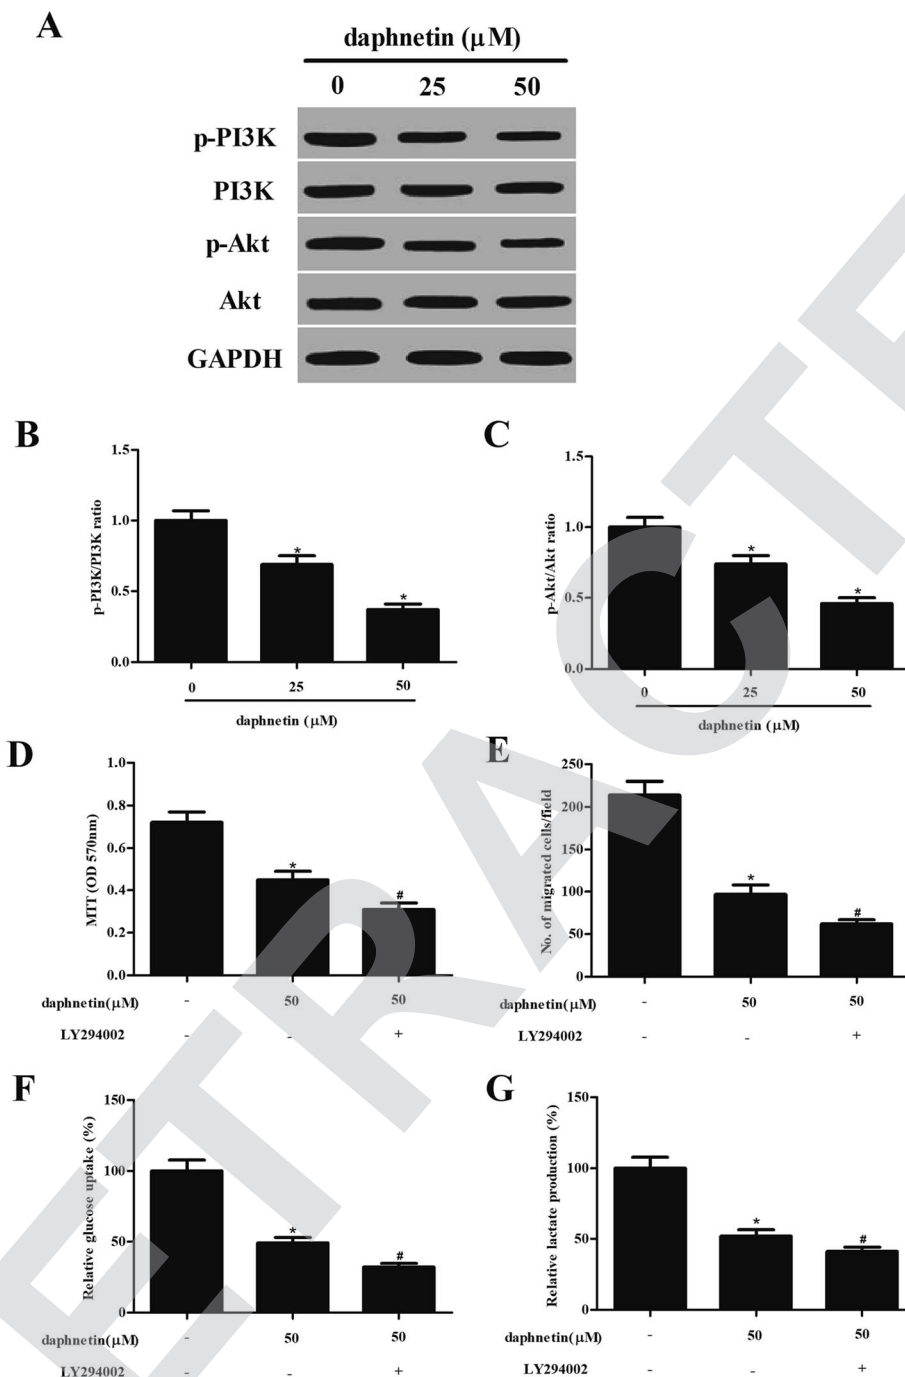 A
daphnetin (μM)
0 25 50
p-PI3K
PI3K
p-Akt
Akt
GAPDH
B
p-PI3K/PI3K ratio
1.5
1.0
0.5
0.0
*
*
0 25 50
daphnetin (μM)
C
p-Akt/Akt ratio
1.5
1.0
0.5
0.0
*
*
0 25 50
daphnetin (μM)
D
MTT (OD 570nm)
1.0
0.8
0.6
0.4
0.2
0.0
*
#
daphnetin(μM) - 50 50
LY294002 - - +
E
No. of migrated cells/field
250
200
150
100
50
0
*
#
daphnetin(μM) - 50 50
LY294002 - - +
F
Relative glucose uptake (%)
150
100
50
0
*
#
daphnetin(μM) - 50 50
LY294002 - - +
G
Relative lactate production (%)
150
100
50
0
*
#
daphnetin(μM) - 50 50
LY294002 - - +
ETRACTE